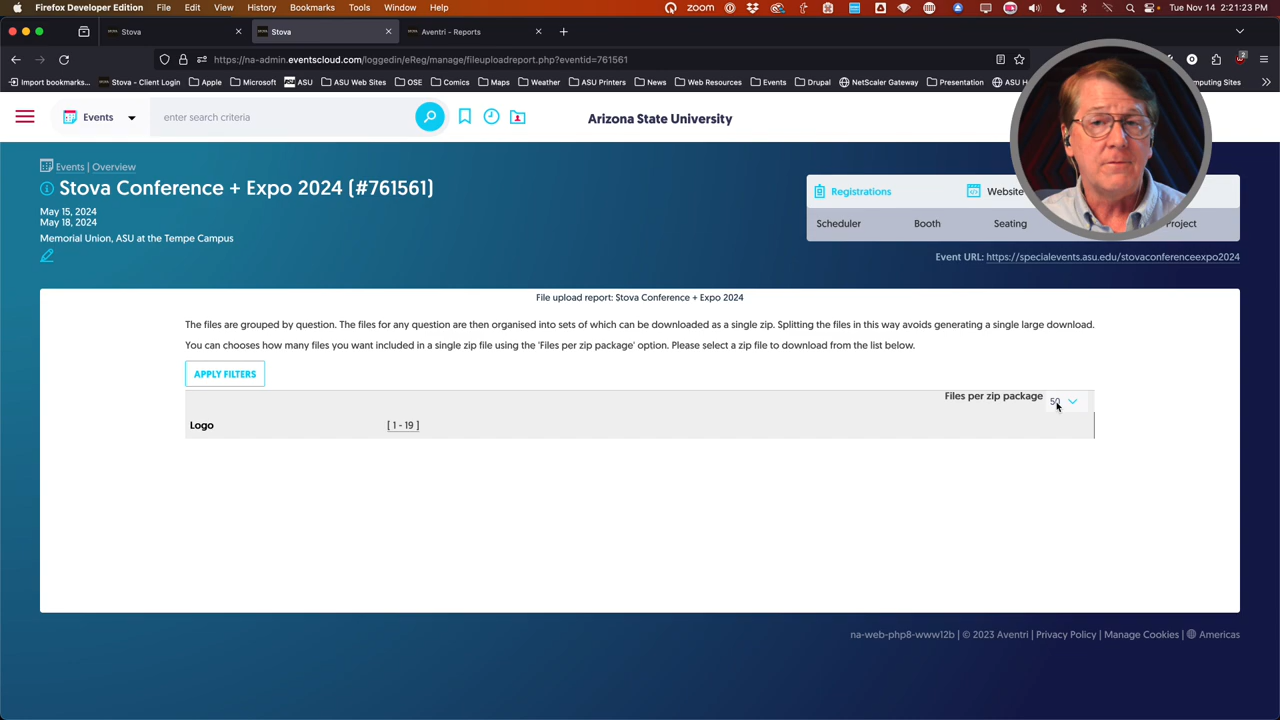 Firefox Developer Edition File Edit View History Bookmarks Tools Window Help zoom Tue Nov 14 2:21:23 PM
Stova Stova Aventri - Reports
https://na-admin.eventscloud.com/loggedin/eReg/manage/fileuploadreport.php?eventid=761561
Import bookmarks... Stova - Client Login Apple Microsoft ASU ASU Web Sites OSE Comics Maps Weather ASU Printers News Web Resources Events Drupal NetScaler Gateway Presentation ASU puting Sites
Events enter search criteria Arizona State University
Events | Overview
Stova Conference + Expo 2024 (#761561)
May 15, 2024
May 18, 2024
Memorial Union, ASU at the Tempe Campus
Registrations Website
Scheduler Booth Seating Project
Event URL: https://specialevents.asu.edu/stovaconferenceexpo2024
File upload report: Stova Conference + Expo 2024
The files are grouped by question. The files for any question are then organised into sets of which can be downloaded as a single zip. Splitting the files in this way avoids generating a single large download.
You can chooses how many files you want included in a single zip file using the 'Files per zip package' option. Please select a zip file to download from the list below.
APPLY FILTERS
Files per zip package 50
Logo [ 1 - 19 ]
na-web-php8-www12b | © 2023 Aventri | Privacy Policy | Manage Cookies | Americas